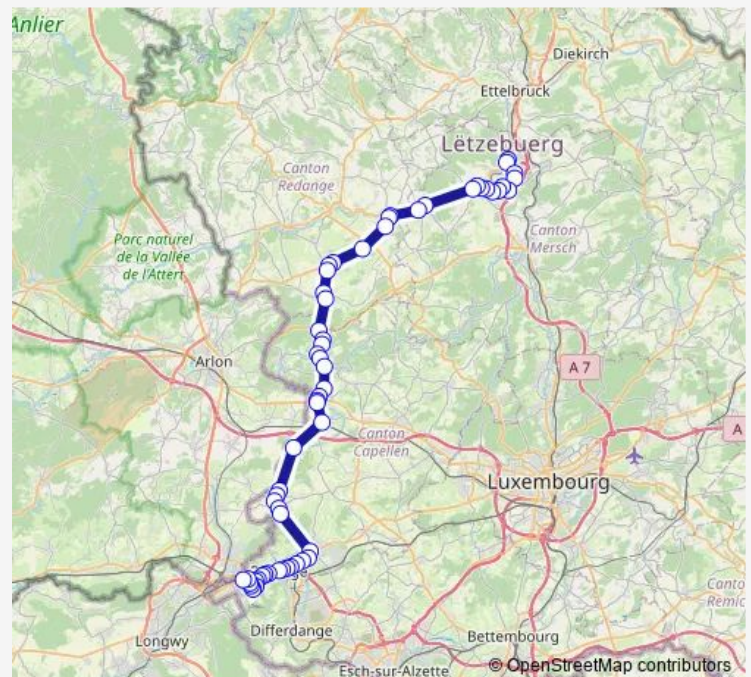 Anlier
Diekirch
Ettelbruck
Lëtzebuerg
Canton
Redange
Parc naturel
de la Vallée
de l'Attert
Canton
Mersch
Arlon
A 7
A
Canton
Capellen
Luxembourg
Canto
Remic
Longwy
Differdange
Bettembourg
Esch-sur-Alzette
© OpenStreetMap contributors